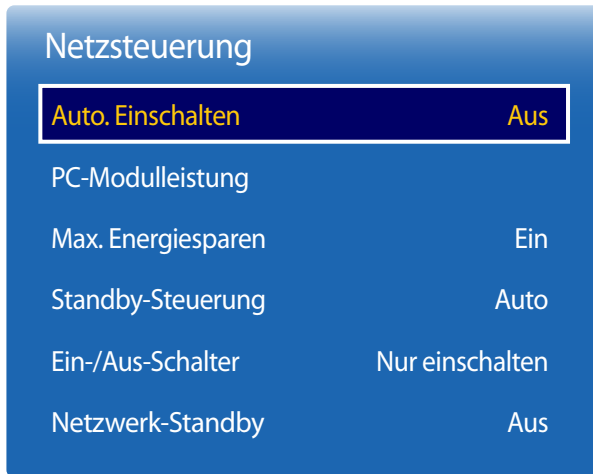 Netzsteuerung
Auto. Einschalten Aus
PC-Modulleistung
Max. Energiesparen Ein
Standby-Steuerung Auto
Ein-/Aus-Schalter Nur einschalten
Netzwerk-Standby Aus